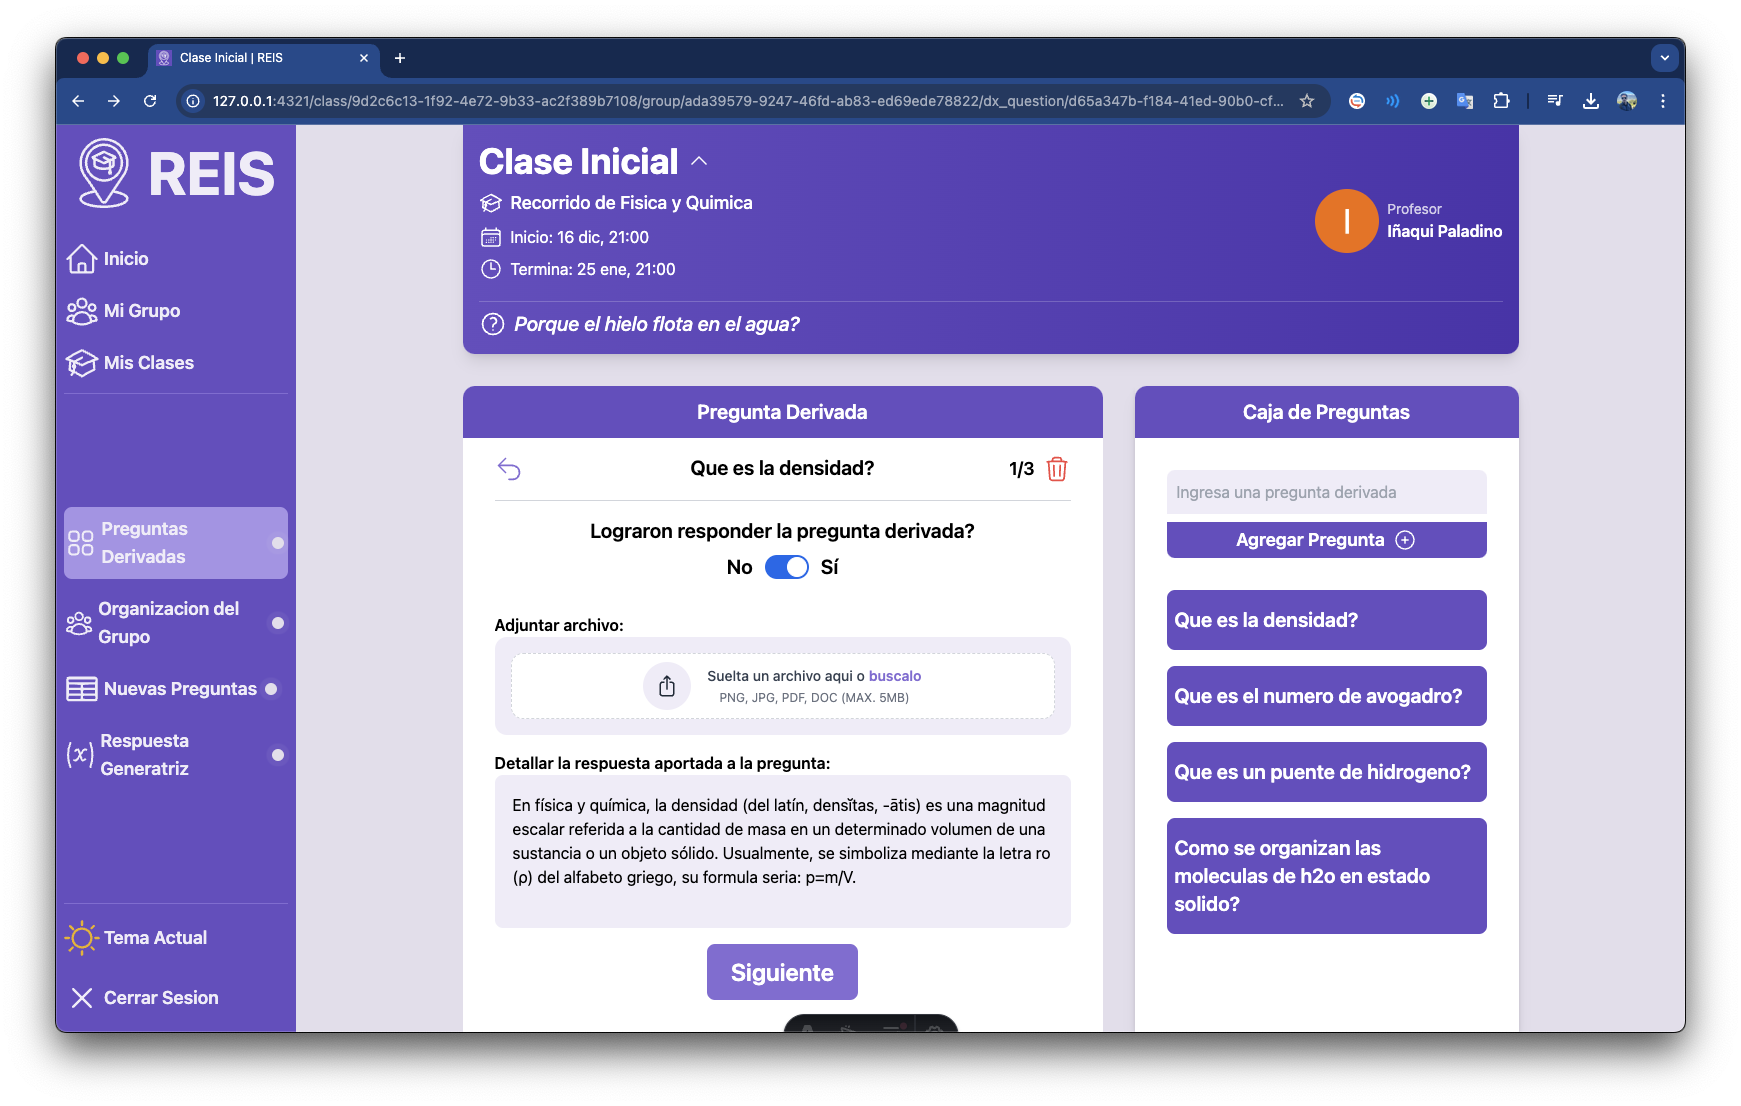 Clase Inicial | REIS
127.0.0.1:4321/class/9d2c6c13-1f92-4e72-9b33-ac2f389b7108/group/ada39579-9247-46fd-ab83-ed69ede78822/dx_question/d65a347b-f184-41ed-90b0-cf...
REIS
Inicio
Mi Grupo
Mis Clases
Preguntas
Derivadas
Organizacion del
Grupo
Nuevas Preguntas
Respuesta
Generatriz
Tema Actual
Cerrar Sesion
Clase Inicial
Recorrido de Fisica y Quimica
Inicio: 16 dic, 21:00
Termina: 25 ene, 21:00
I
Profesor
Iñaqui Paladino
Porque el hielo flota en el agua?
Pregunta Derivada
Que es la densidad?
1/3
Lograron responder la pregunta derivada?
No
Sí
Adjuntar archivo:
Suelta un archivo aqui o buscalo
PNG, JPG, PDF, DOC (MAX. 5MB)
Detallar la respuesta aportada a la pregunta:
En física y química, la densidad (del latín, densĭtas, -ātis) es una magnitud
escalar referida a la cantidad de masa en un determinado volumen de una
sustancia o un objeto sólido. Usualmente, se simboliza mediante la letra ro
(ρ) del alfabeto griego, su formula seria: p=m/V.
Siguiente
Caja de Preguntas
Ingresa una pregunta derivada
Agregar Pregunta
Que es la densidad?
Que es el numero de avogadro?
Que es un puente de hidrogeno?
Como se organizan las
moleculas de h2o en estado
solido?